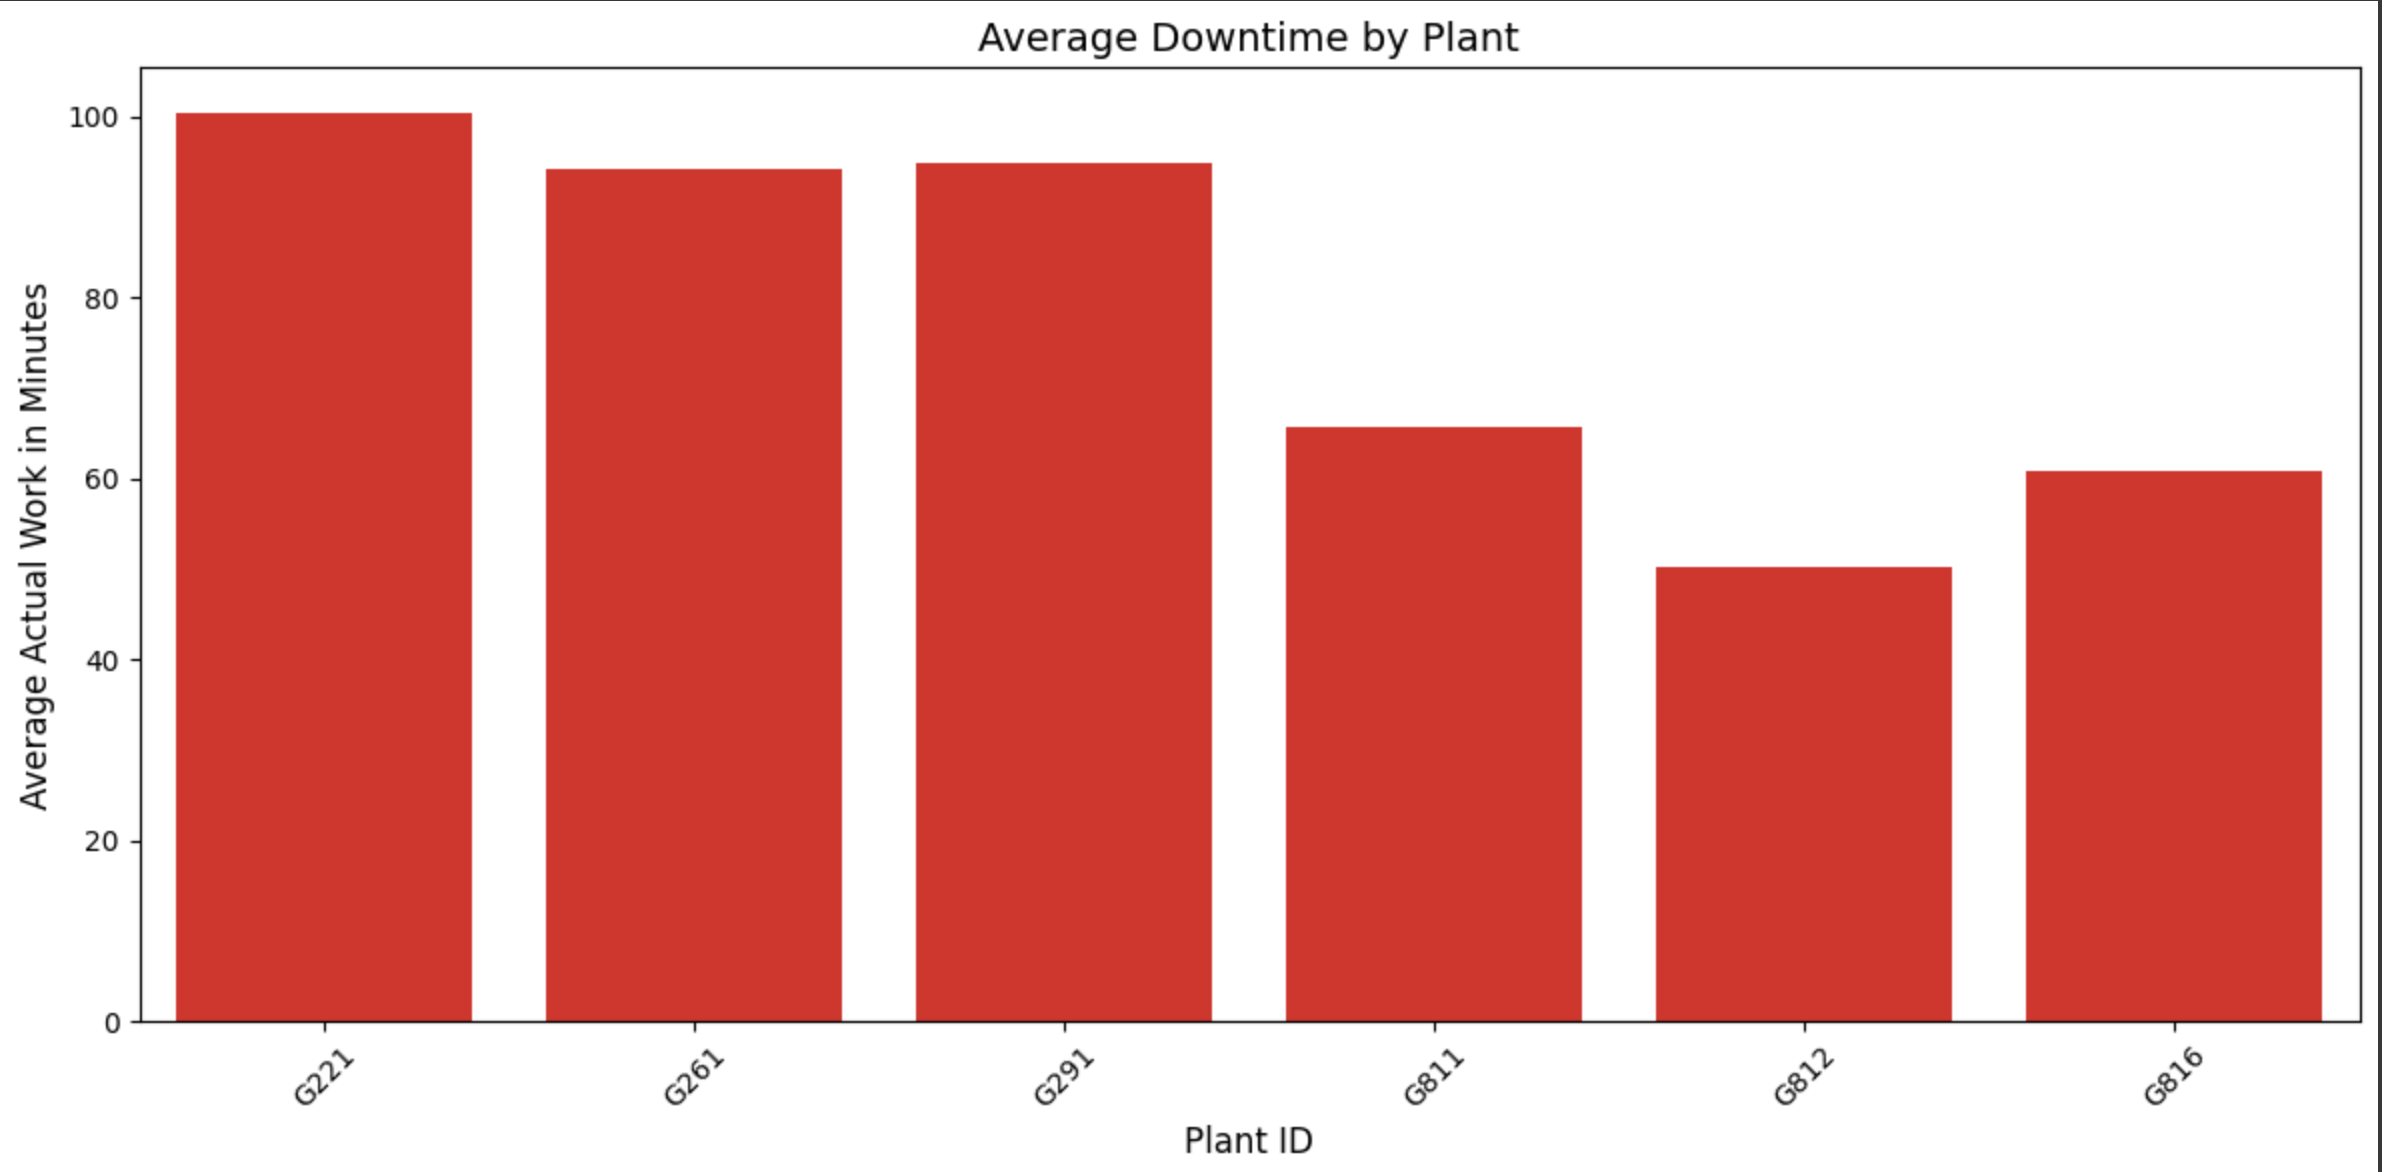 Average Downtime by Plant
Average Actual Work in Minutes
100
80
60
40
20
0
G221
G261
G291
G811
G812
G816
Plant ID